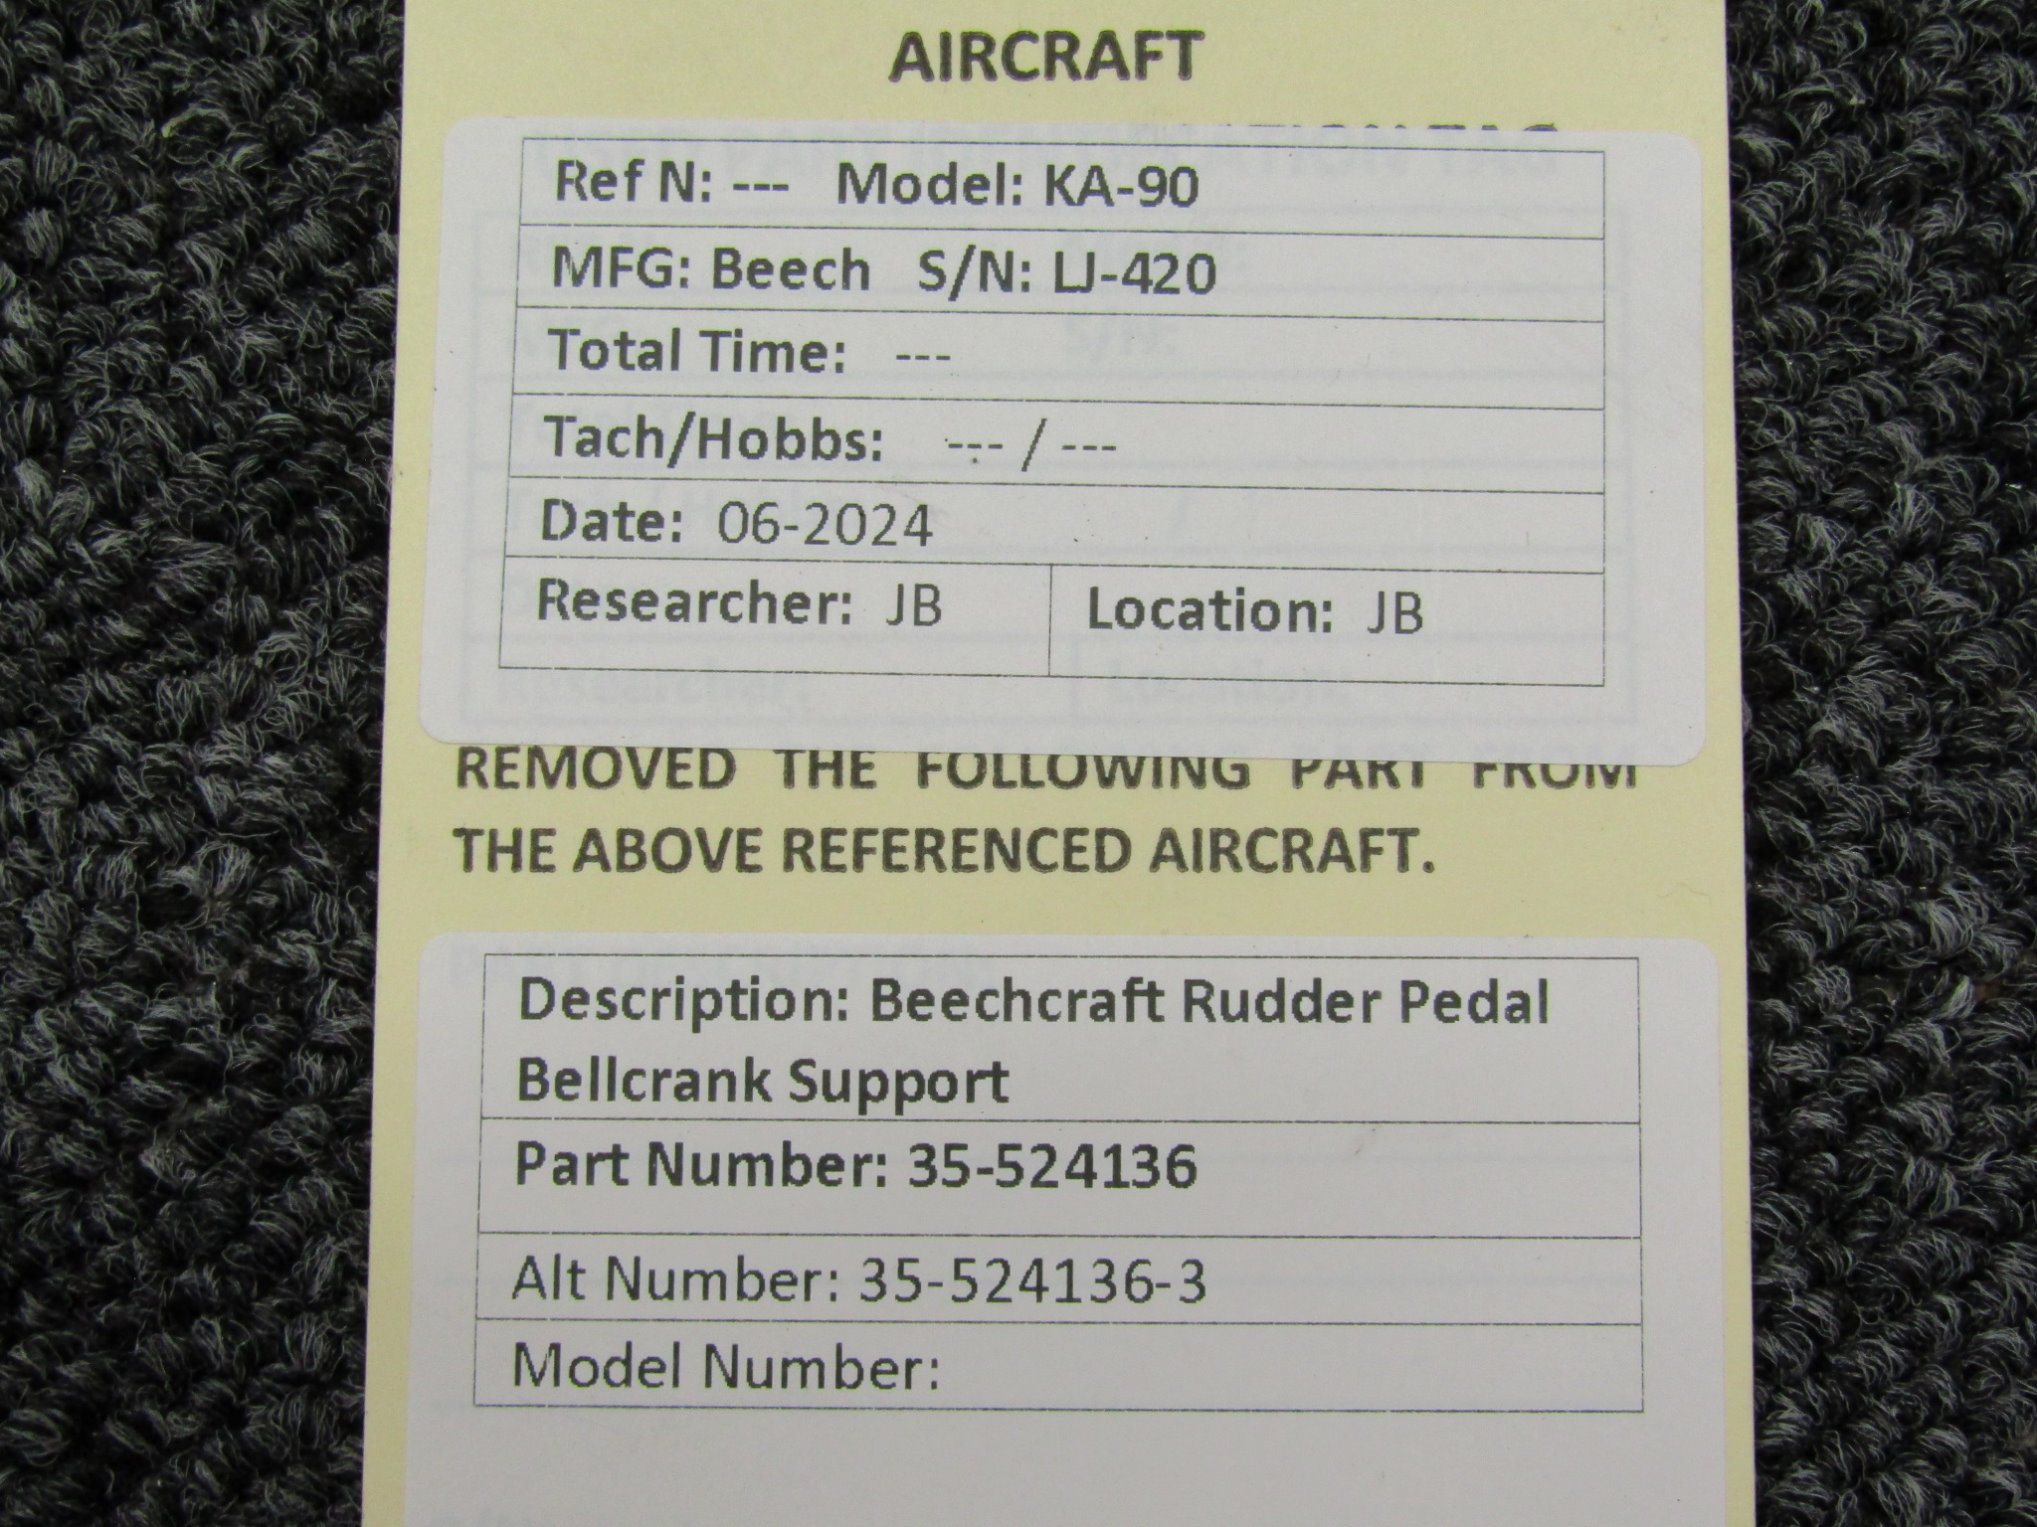 AIRCRAFT
Ref N: --- Model: KA-90
MFG: Beech S/N: LJ-420
Total Time: ---
Tach/Hobbs: --- / ---
Date: 06-2024
Researcher: JB Location: JB
REMOVED THE FOLLOWING PART FROM
THE ABOVE REFERENCED AIRCRAFT.
Description: Beechcraft Rudder Pedal
Bellcrank Support
Part Number: 35-524136
Alt Number: 35-524136-3
Model Number: